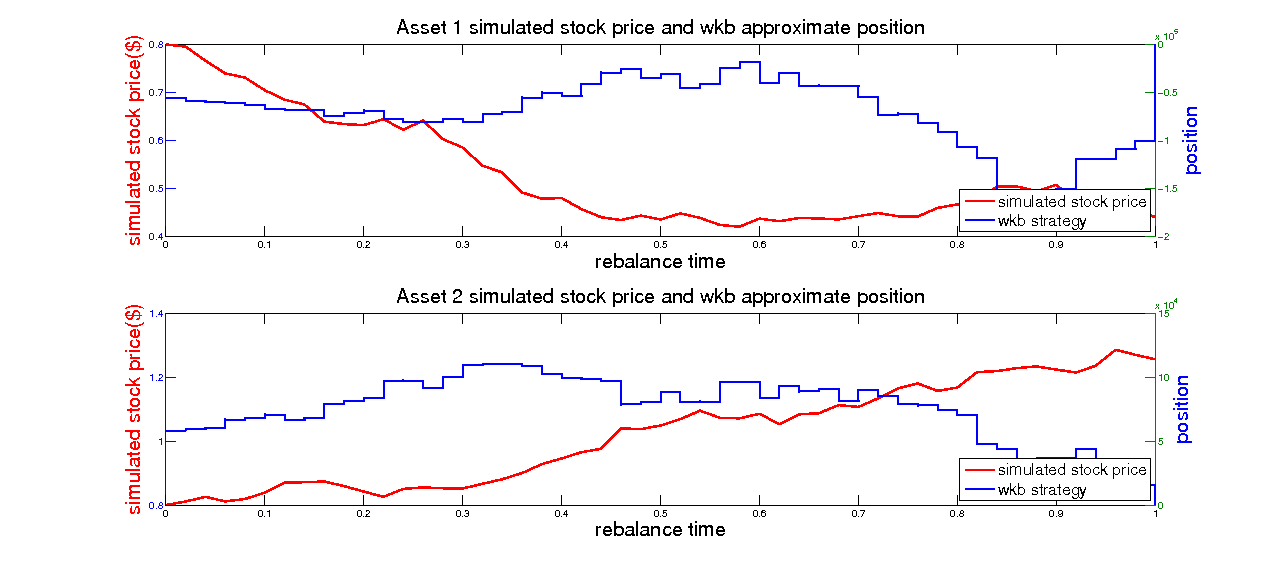 Asset 1 simulated stock price and wkb approximate position
simulated stock price($)
0.8
0.7
0.6
0.5
0.4
0 0.1 0.2 0.3 0.4 0.5 0.6 0.7 0.8 0.9 1
rebalance time
x 10^5
0
-0.5
-1
-1.5
-2
position
simulated stock price
wkb strategy
Asset 2 simulated stock price and wkb approximate position
simulated stock price($)
1.4
1.2
1
0.8
0 0.1 0.2 0.3 0.4 0.5 0.6 0.7 0.8 0.9 1
rebalance time
x 10^4
15
10
5
0
position
simulated stock price
wkb strategy